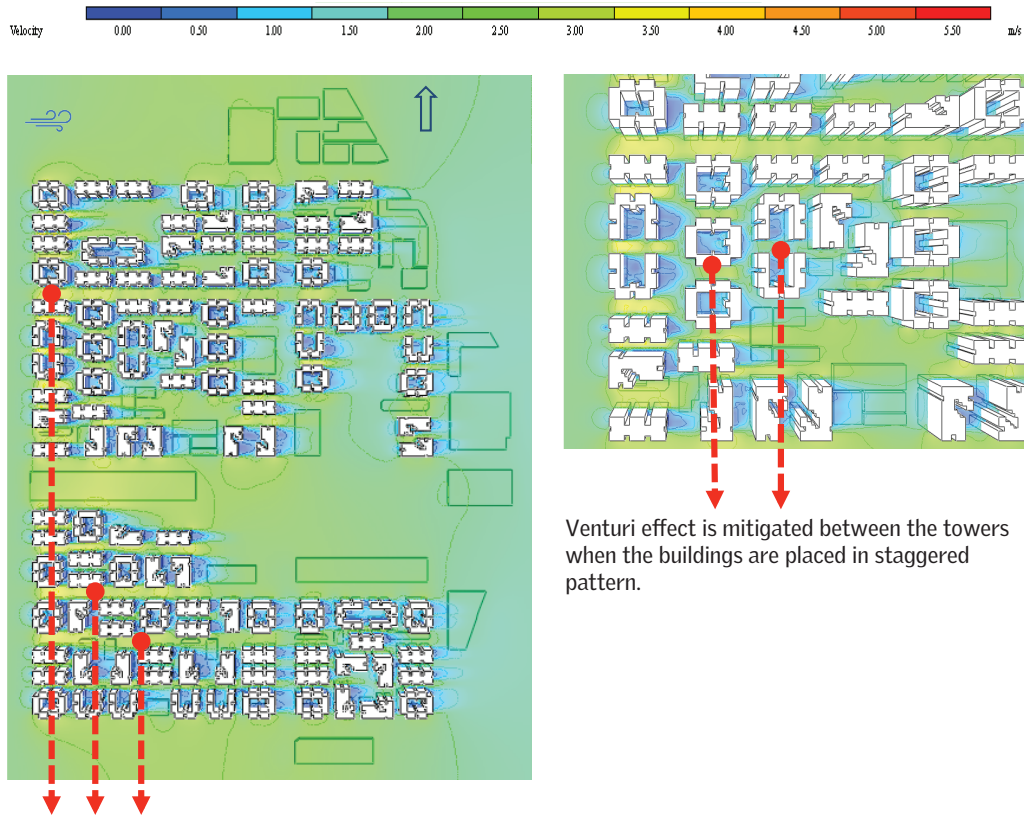 Velocity 0.00 0.50 1.00 1.50 2.00 2.50 3.00 3.50 4.00 4.50 5.00 5.50 m/s
Venturi effect is mitigated between the towers
when the buildings are placed in staggered
pattern.